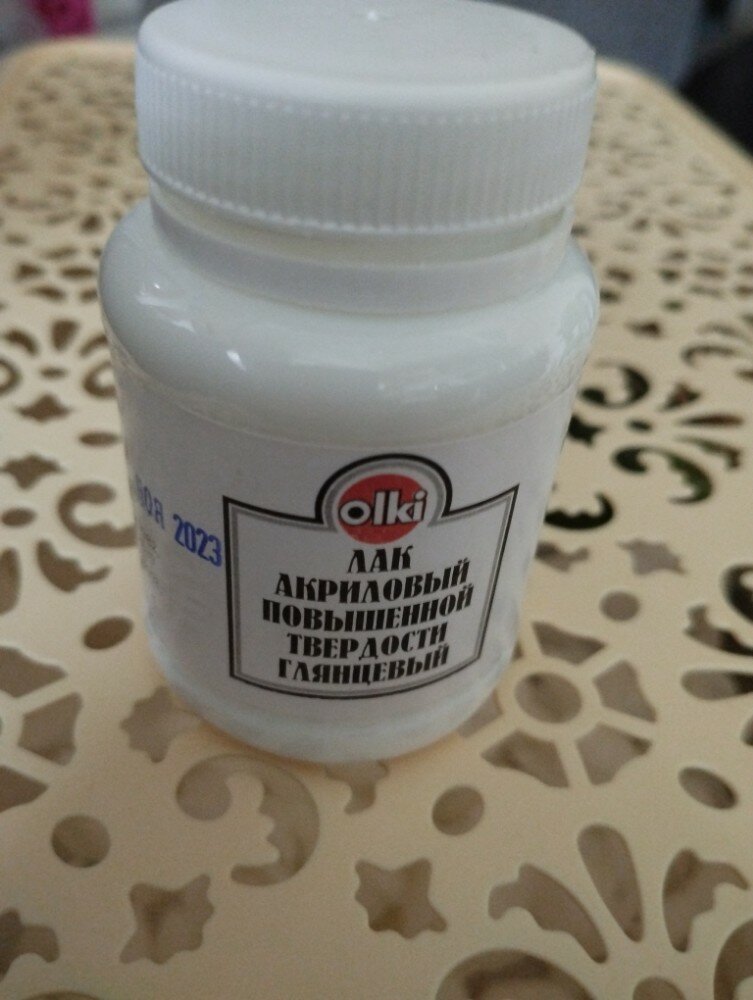 olki
ЛАК
АКРИЛОВЫЙ
ПОВЫШЕННОЙ
ТВЕРДОСТИ
ГЛЯНЦЕВЫЙ
2023